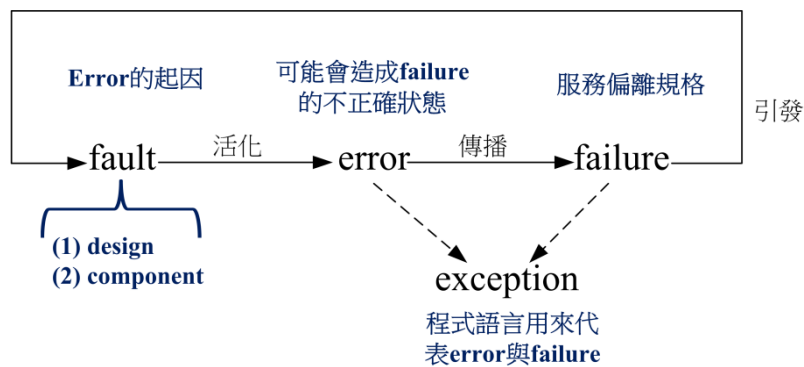 Error的起因
可能會造成failure
的不正確狀態
服務偏離規格
引發
fault
活化
error
傳播
failure
(1) design
(2) component
exception
程式語言用來代
表error與failure